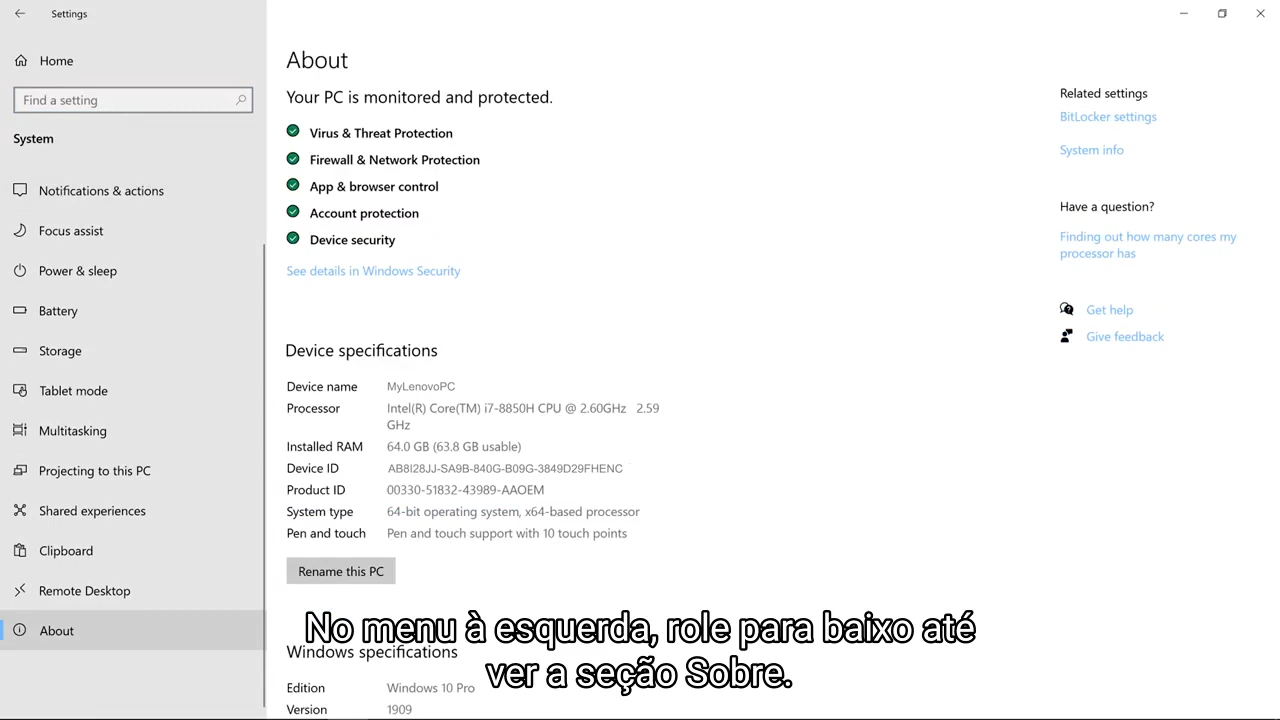 Settings
Home
Find a setting
System
Notifications & actions
Focus assist
Power & sleep
Battery
Storage
Tablet mode
Multitasking
Projecting to this PC
Shared experiences
Clipboard
Remote Desktop
About
About
Your PC is monitored and protected.
Virus & Threat Protection
Firewall & Network Protection
App & browser control
Account protection
Device security
See details in Windows Security
Device specifications
Device name MyLenovoPC
Processor Intel(R) Core(TM) i7-8850H CPU @ 2.60GHz 2.59
GHz
Installed RAM 64.0 GB (63.8 GB usable)
Device ID AB8I28JJ-SA9B-840G-B09G-3849D29FHENC
Product ID 00330-51832-43989-AAOEM
System type 64-bit operating system, x64-based processor
Pen and touch Pen and touch support with 10 touch points
Rename this PC
Windows specifications
Edition Windows 10 Pro
Version 1909
Related settings
BitLocker settings
System info
Have a question?
Finding out how many cores my
processor has
Get help
Give feedback
No menu à esquerda, role para baixo até
ver a seção Sobre.